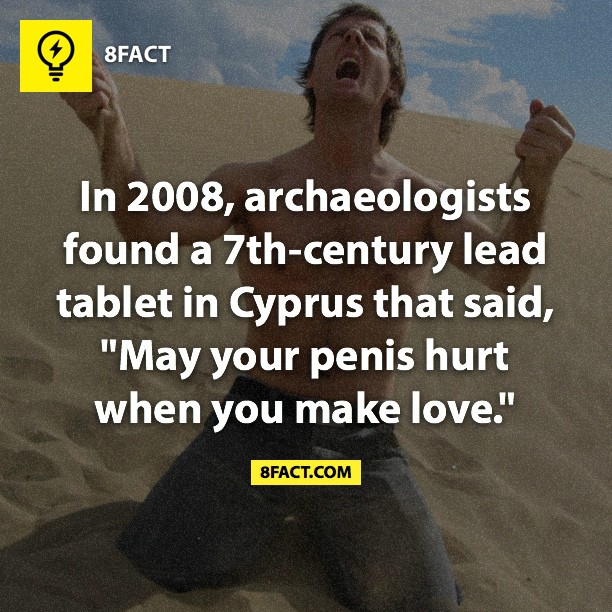 8FACT
In 2008, archaeologists
found a 7th-century lead
tablet in Cyprus that said,
"May your penis hurt
when you make love."
8FACT.COM